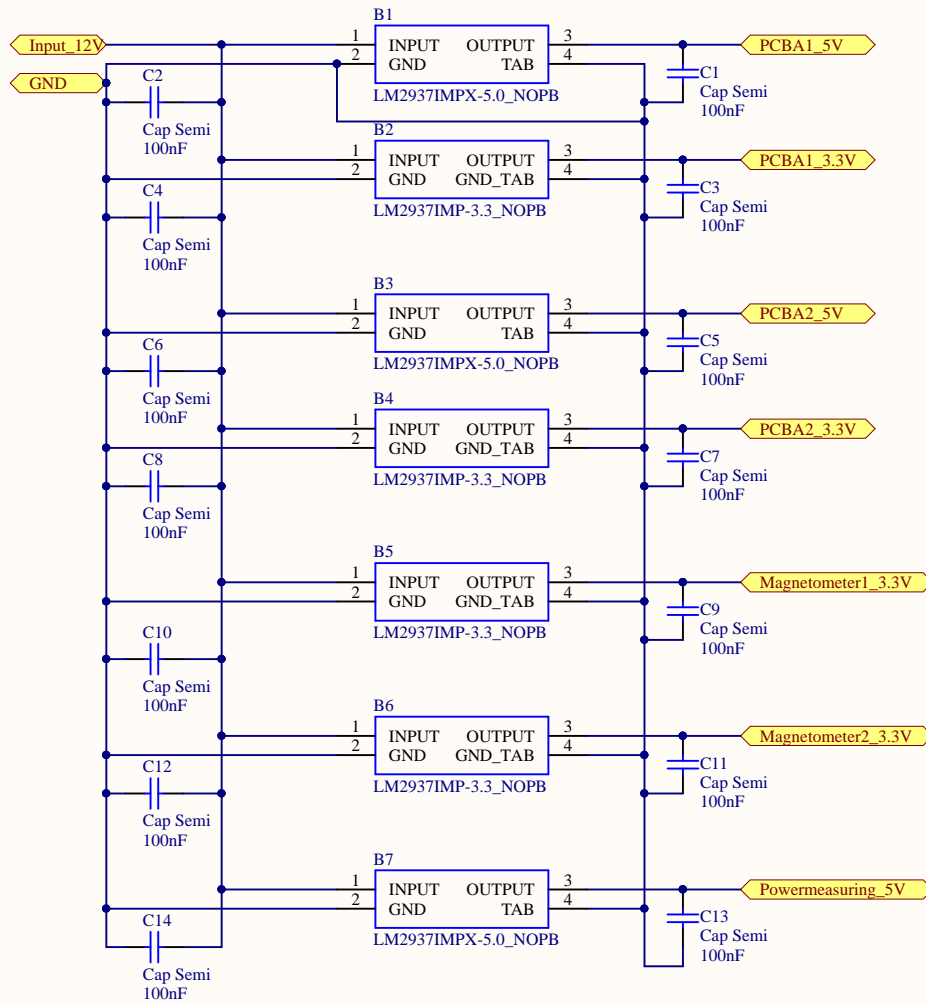 B1
Input_12V
1
INPUT
OUTPUT
3
PCBA1_5V
2
GND
TAB
4
GND
C2
C1
LM2937IMPX-5.0_NOPB
Cap Semi
100nF
Cap Semi
100nF
B2
1
INPUT
OUTPUT
3
PCBA1_3.3V
2
GND
GND_TAB
4
C4
C3
LM2937IMP-3.3_NOPB
Cap Semi
100nF
Cap Semi
100nF
B3
1
INPUT
OUTPUT
3
PCBA2_5V
2
GND
TAB
4
C6
C5
LM2937IMPX-5.0_NOPB
Cap Semi
100nF
Cap Semi
100nF
B4
1
INPUT
OUTPUT
3
PCBA2_3.3V
2
GND
GND_TAB
4
C8
C7
LM2937IMP-3.3_NOPB
Cap Semi
100nF
Cap Semi
100nF
B5
1
INPUT
OUTPUT
3
Magnetometer1_3.3V
2
GND
GND_TAB
4
C10
C9
LM2937IMP-3.3_NOPB
Cap Semi
100nF
Cap Semi
100nF
B6
1
INPUT
OUTPUT
3
Magnetometer2_3.3V
2
GND
GND_TAB
4
C12
C11
LM2937IMP-3.3_NOPB
Cap Semi
100nF
Cap Semi
100nF
B7
1
INPUT
OUTPUT
3
Powermeasuring_5V
2
GND
TAB
4
C14
C13
LM2937IMPX-5.0_NOPB
Cap Semi
100nF
Cap Semi
100nF